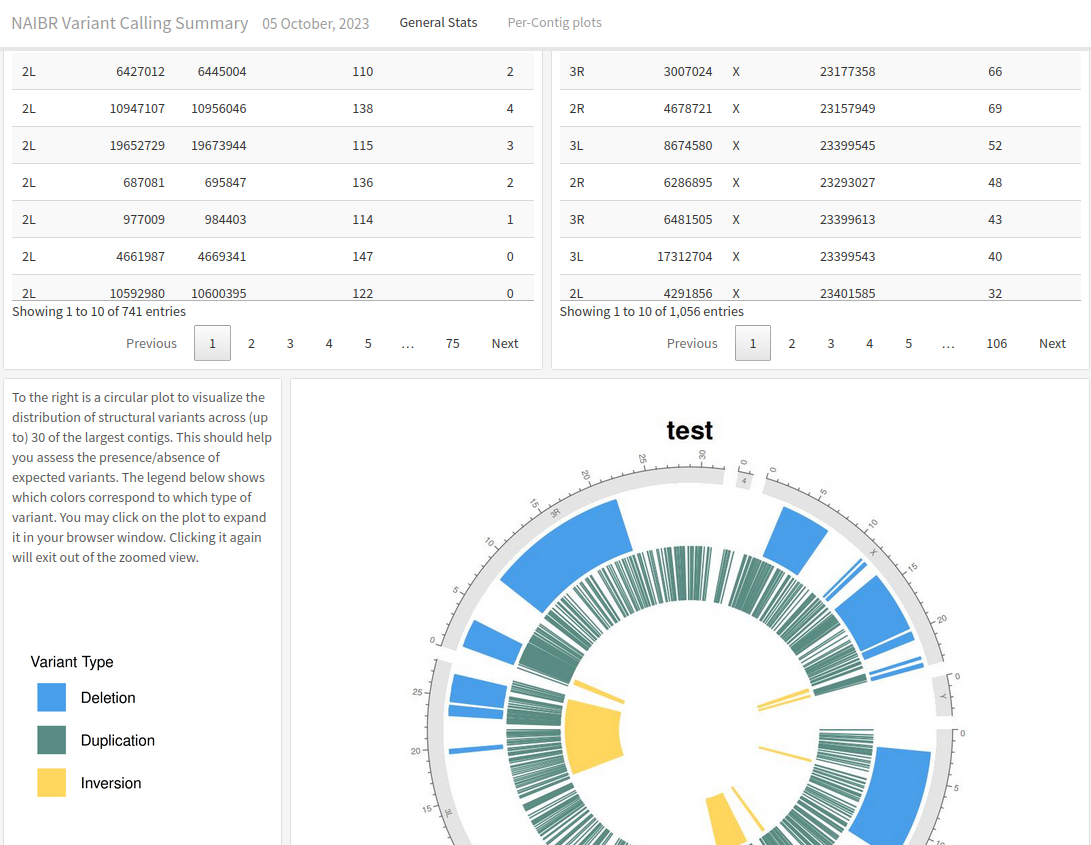 NAIBR Variant Calling Summary 05 October, 2023 General Stats Per-Contig plots
2L 6427012 6445004 110 2
2L 10947107 10956046 138 4
2L 19652729 19673944 115 3
2L 687081 695847 136 2
2L 977009 984403 114 1
2L 4661987 4669341 147 0
2L 10592980 10600395 122 0
Showing 1 to 10 of 741 entries
Previous 1 2 3 4 5 ... 75 Next
3R 3007024 X 23177358 66
2R 4678721 X 23157949 69
3L 8674580 X 23399545 52
2R 6286895 X 23293027 48
3R 6481505 X 23399613 43
3L 17312704 X 23399543 40
2L 4291856 X 23401585 32
Showing 1 to 10 of 1,056 entries
Previous 1 2 3 4 5 ... 106 Next
To the right is a circular plot to visualize the
distribution of structural variants across (up
to) 30 of the largest contigs. This should help
you assess the presence/absence of
expected variants. The legend below shows
which colors correspond to which type of
variant. You may click on the plot to expand
it in your browser window. Clicking it again
will exit out of the zoomed view.
Variant Type
Deletion
Duplication
Inversion
test
0
5
10
15
20
25
30
3R
0
4
0
5
10
15
20
X
0
Y
0
5
10
25
20
15
3L